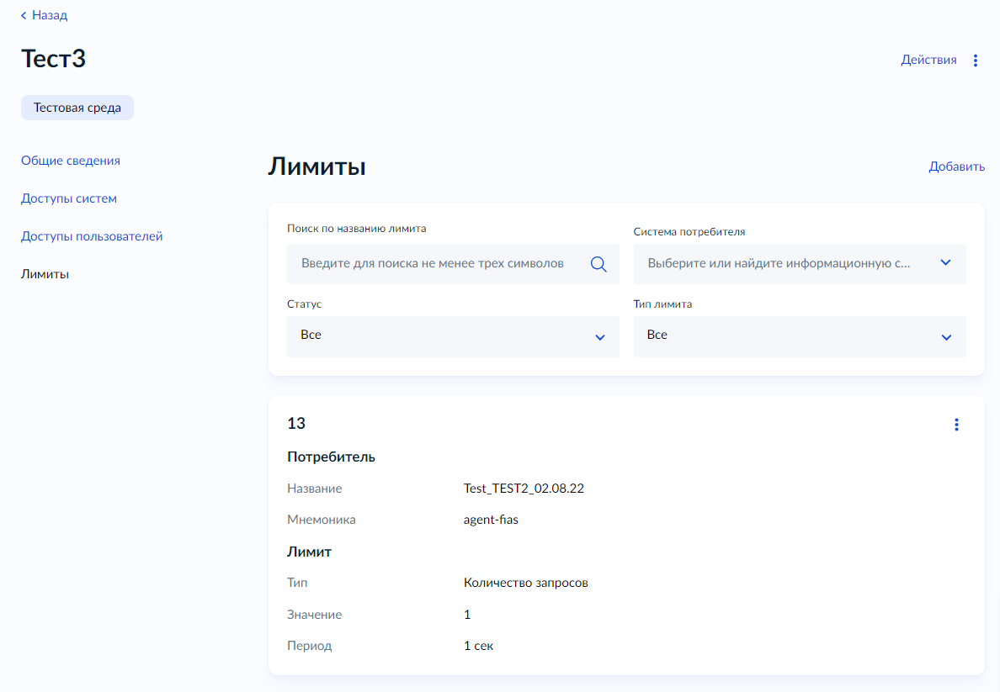 Назад
Тест3
Действия
Тестовая среда
Общие сведения
Доступы систем
Доступы пользователей
Лимиты
Лимиты
Добавить
Поиск по названию лимита
Введите для поиска не менее трех символов
Система потребителя
Выберите или найдите информационную с...
Статус
Все
Тип лимита
Все
13
Потребитель
Название Test_TEST2_02.08.22
Мнемоника agent-fias
Лимит
Тип Количество запросов
Значение 1
Период 1 сек